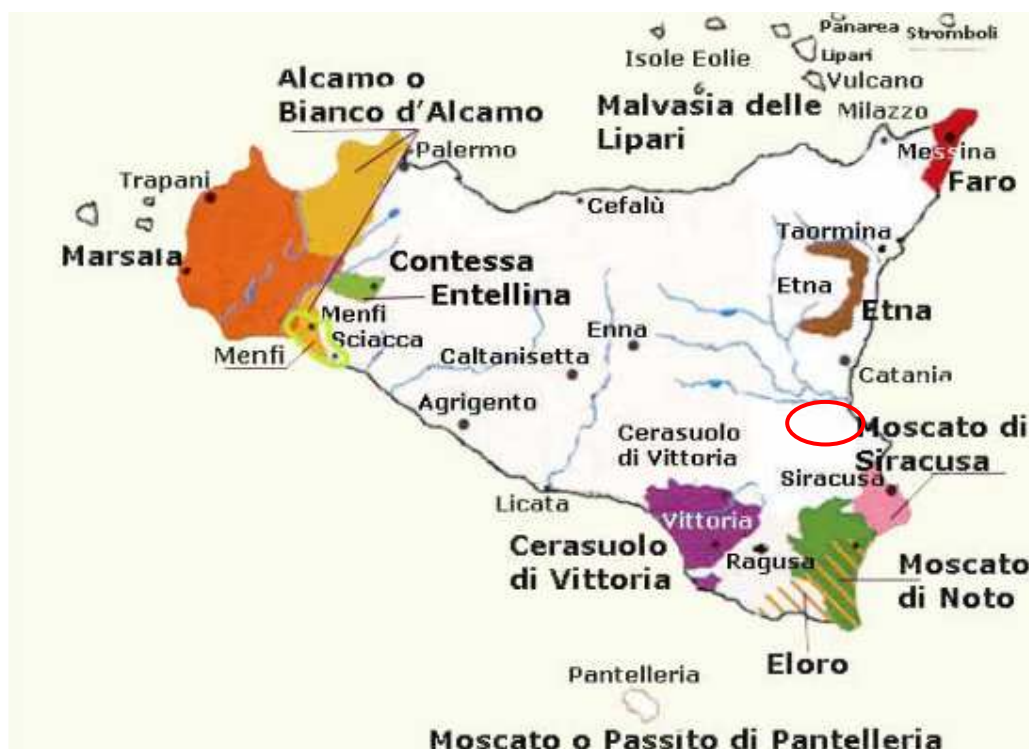 Panarea
Stromboli
Isole Eolie
Lipari
Vulcano
Alcamo o
Bianco d'Alcamo
Malvasia delle
Lipari
Milazzo
Palermo
Messina
Trapani
Faro
Cefalù
Taormina
Marsala
Contessa
Entellina
Etna
Etna
Menfi
Sciacca
Enna
Menfi
Caltanisetta
Catania
Agrigento
Cerasuolo
di Vittoria
Moscato di
Siracusa
Siracusa
Licata
Vittoria
Cerasuolo
di Vittoria
Ragusa
Moscato
di Noto
Eloro
Pantelleria
Moscato o Passito di Pantelleria